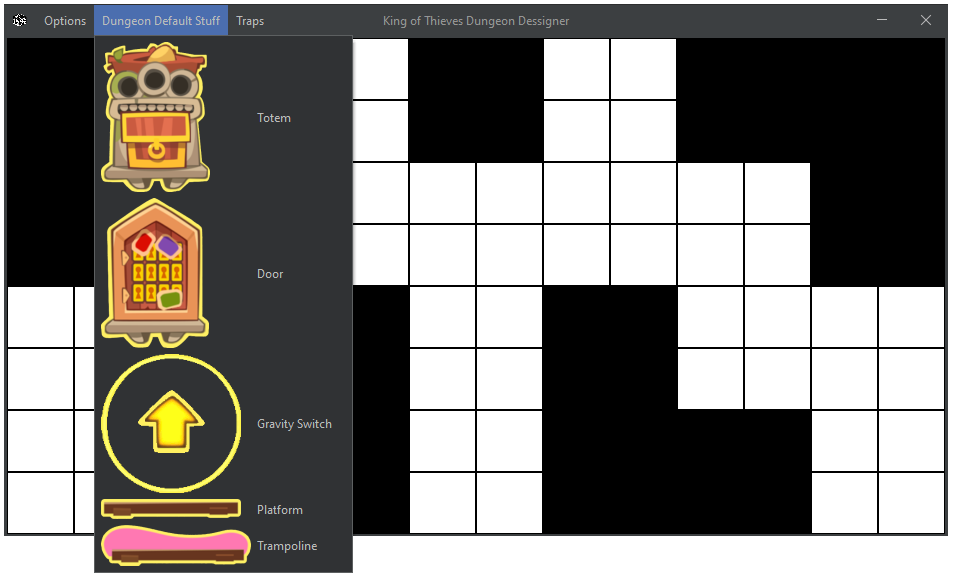 Options Dungeon Default Stuff Traps King of Thieves Dungeon Dessigner
Totem
Door
Gravity Switch
Platform
Trampoline